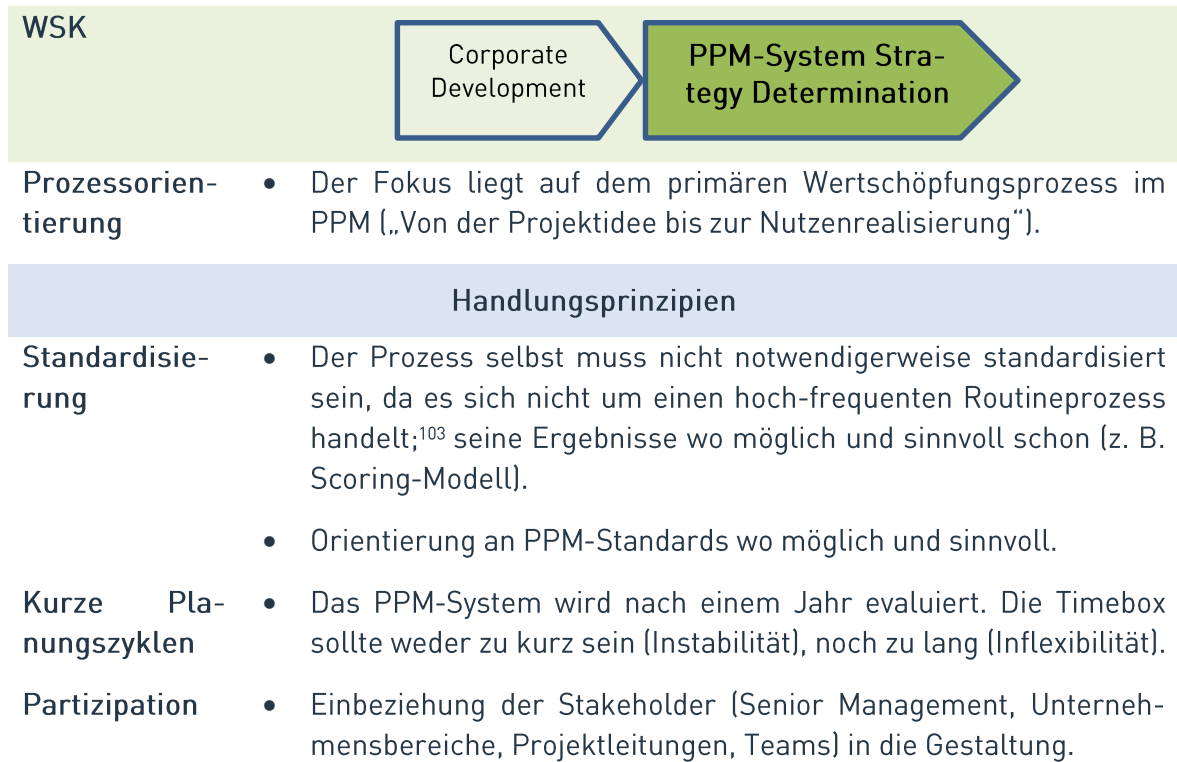 WSK
Corporate
Development
PPM-System Stra-
tegy Determination
Prozessorien-
tierung
• Der Fokus liegt auf dem primären Wertschöpfungsprozess im
PPM („Von der Projektidee bis zur Nutzenrealisierung“).
Handlungsprinzipien
Standardisie-
rung
• Der Prozess selbst muss nicht notwendigerweise standardisiert
sein, da es sich nicht um einen hoch-frequenten Routineprozess
handelt;103 seine Ergebnisse wo möglich und sinnvoll schon (z. B.
Scoring-Modell).
• Orientierung an PPM-Standards wo möglich und sinnvoll.
Kurze Pla-
nungszyklen
• Das PPM-System wird nach einem Jahr evaluiert. Die Timebox
sollte weder zu kurz sein (Instabilität), noch zu lang (Inflexibilität).
Partizipation
• Einbeziehung der Stakeholder (Senior Management, Unterneh-
mensbereiche, Projektleitungen, Teams) in die Gestaltung.